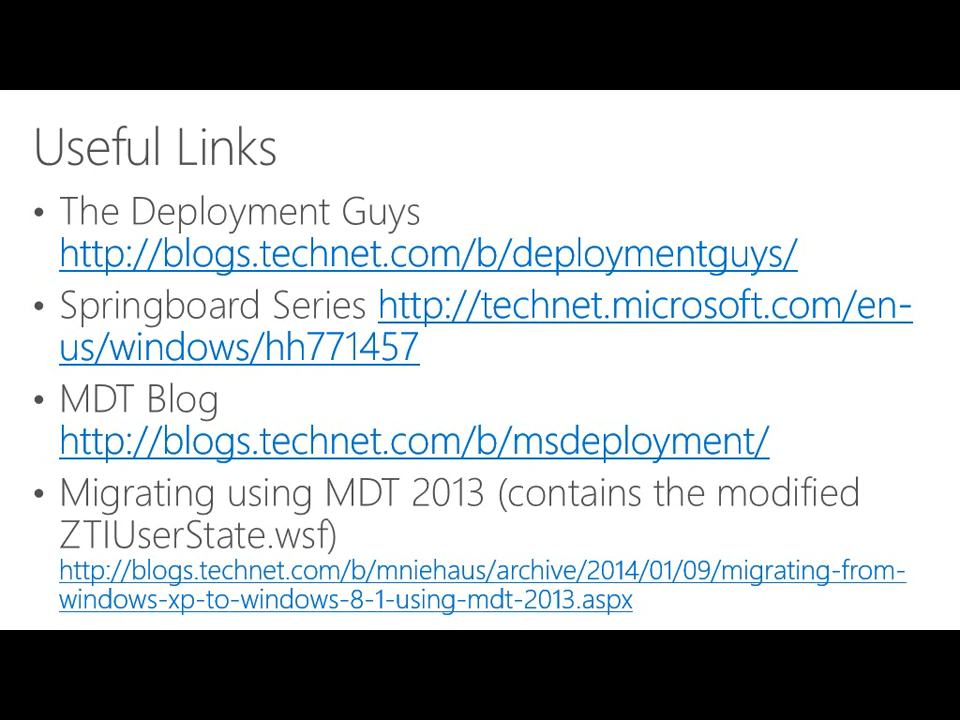 Useful Links
• The Deployment Guys
http://blogs.technet.com/b/deploymentguys/
• Springboard Series http://technet.microsoft.com/en-
us/windows/hh771457
• MDT Blog
http://blogs.technet.com/b/msdeployment/
• Migrating using MDT 2013 (contains the modified
ZTIUserState.wsf)
http://blogs.technet.com/b/mniehaus/archive/2014/01/09/migrating-from-
windows-xp-to-windows-8-1-using-mdt-2013.aspx